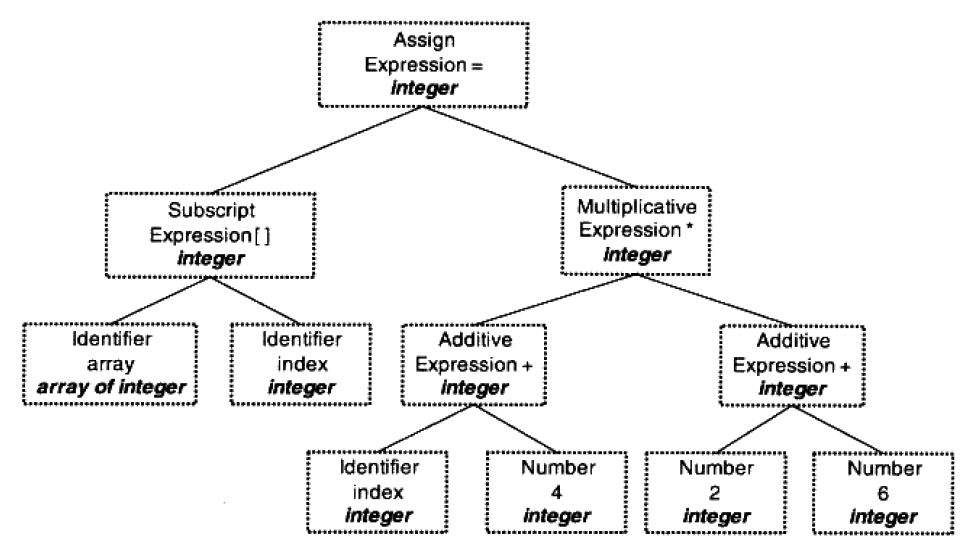 Assign
Expression =
integer
Subscript
Expression [ ]
integer
Multiplicative
Expression *
integer
Identifier
array
array of integer
Identifier
index
integer
Additive
Expression +
integer
Additive
Expression +
integer
Identifier
index
integer
Number
4
integer
Number
2
integer
Number
6
integer